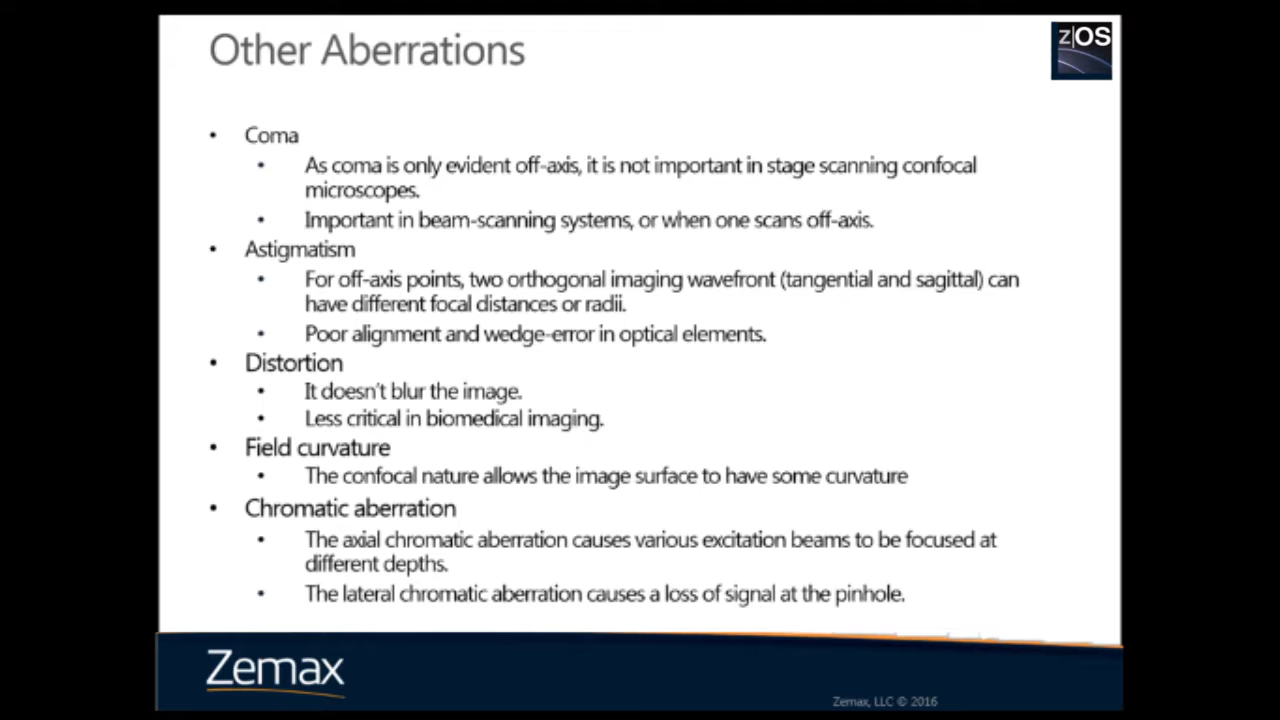 Other Aberrations
z|OS
• Coma
• As coma is only evident off-axis, it is not important in stage scanning confocal
microscopes.
• Important in beam-scanning systems, or when one scans off-axis.
• Astigmatism
• For off-axis points, two orthogonal imaging wavefront (tangential and sagittal) can
have different focal distances or radii.
• Poor alignment and wedge-error in optical elements.
• Distortion
• It doesn't blur the image.
• Less critical in biomedical imaging.
• Field curvature
• The confocal nature allows the image surface to have some curvature
• Chromatic aberration
• The axial chromatic aberration causes various excitation beams to be focused at
different depths.
• The lateral chromatic aberration causes a loss of signal at the pinhole.
Zemax
Zemax, LLC © 2016